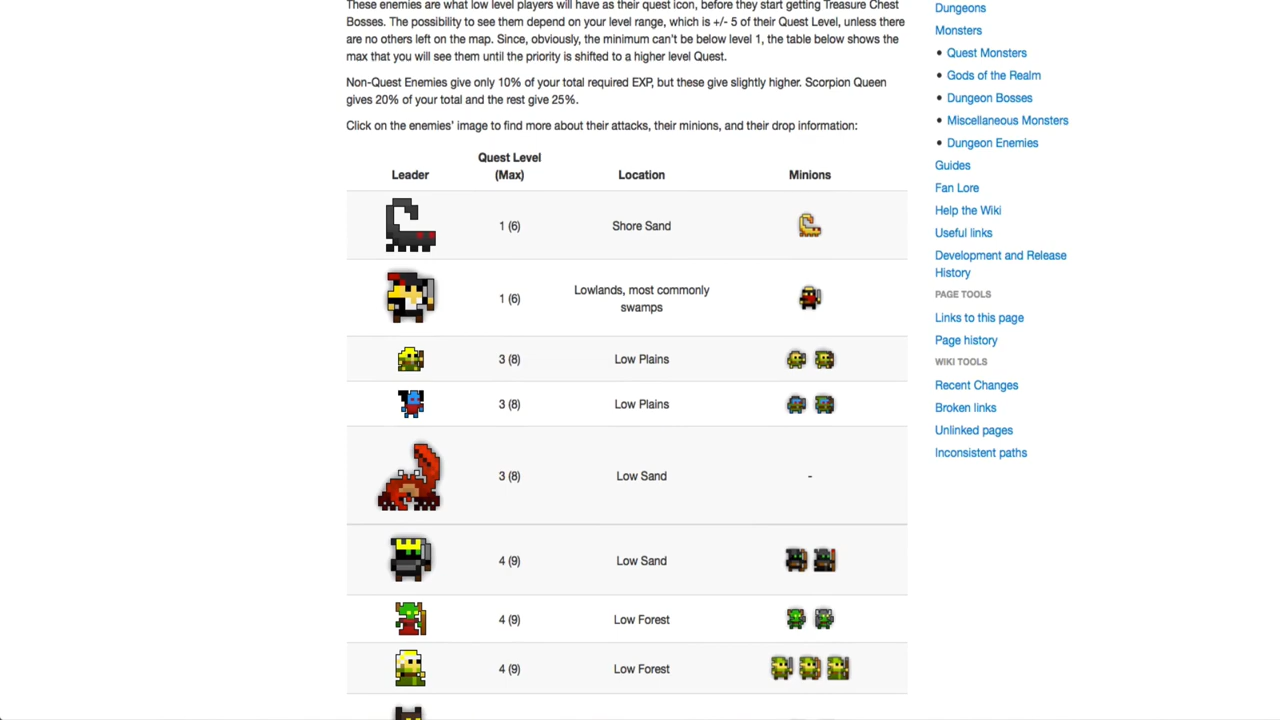 These enemies are what low level players will have as their quest icon, before they start getting Treasure Chest
Bosses. The possibility to see them depend on your level range, which is +/- 5 of their Quest Level, unless there
are no others left on the map. Since, obviously, the minimum can't be below level 1, the table below shows the
max that you will see them until the priority is shifted to a higher level Quest.
Non-Quest Enemies give only 10% of your total required EXP, but these give slightly higher. Scorpion Queen
gives 20% of your total and the rest give 25%.
Click on the enemies' image to find more about their attacks, their minions, and their drop information:
Leader
Quest Level
(Max)
Location
Minions
1 (6)
Shore Sand
1 (6)
Lowlands, most commonly
swamps
3 (8)
Low Plains
3 (8)
Low Plains
3 (8)
Low Sand
-
4 (9)
Low Sand
4 (9)
Low Forest
4 (9)
Low Forest
Dungeons
Monsters
• Quest Monsters
• Gods of the Realm
• Dungeon Bosses
• Miscellaneous Monsters
• Dungeon Enemies
Guides
Fan Lore
Help the Wiki
Useful links
Development and Release
History
PAGE TOOLS
Links to this page
Page history
WIKI TOOLS
Recent Changes
Broken links
Unlinked pages
Inconsistent paths